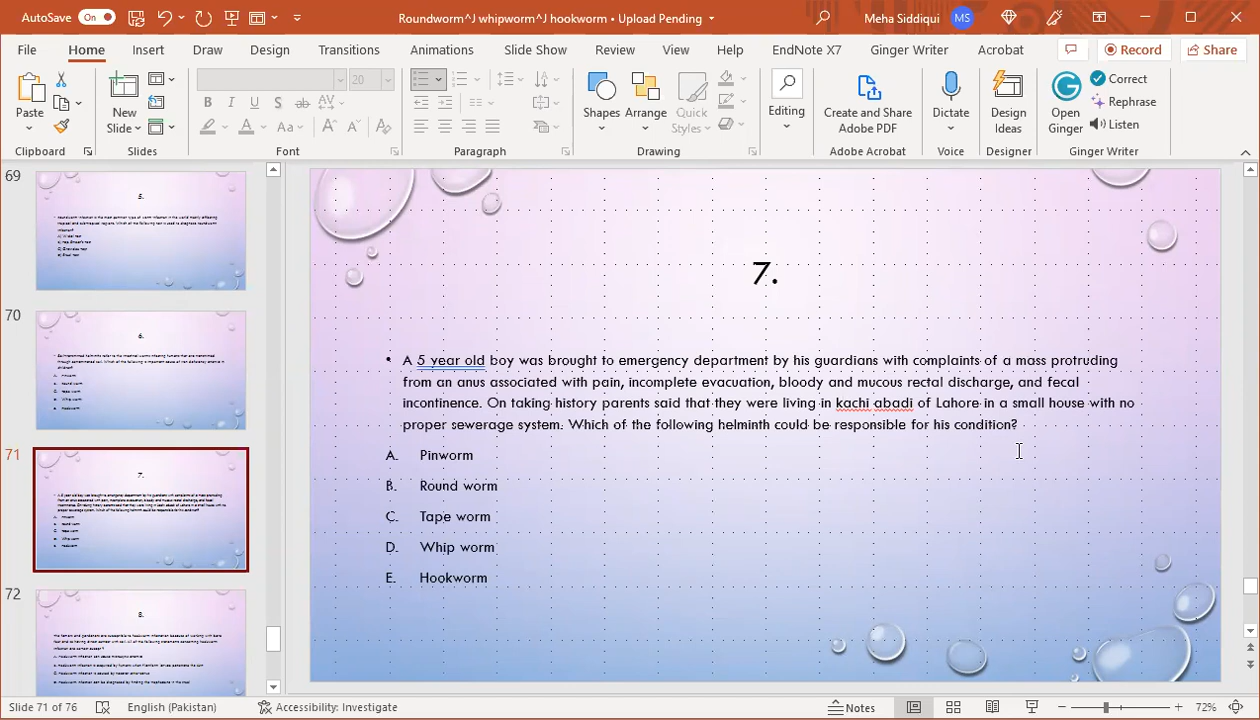 AutoSave On Roundworm^J whipworm^J hookworm • Upload Pending Meha Siddiqui MS
File Home Insert Draw Design Transitions Animations Slide Show Review View Help EndNote X7 Ginger Writer Acrobat Record Share
Paste New Slide 20 Shapes Arrange Quick Styles Editing Create and Share Adobe PDF Dictate Design Ideas Open Ginger Correct Rephrase Listen
Clipboard Slides Font Paragraph Drawing Adobe Acrobat Voice Designer Ginger Writer
69
5.
70
6.
71
7.
72
8.
7.
• A 5 year old boy was brought to emergency department by his guardians with complaints of a mass protruding
from an anus associated with pain, incomplete evacuation, bloody and mucous rectal discharge, and fecal
incontinence. On taking history parents said that they were living in kachi abadi of Lahore in a small house with no
proper sewerage system. Which of the following helminth could be responsible for his condition?
A. Pinworm
B. Round worm
C. Tape worm
D. Whip worm
E. Hookworm
Slide 71 of 76 English (Pakistan) Accessibility: Investigate Notes 72%